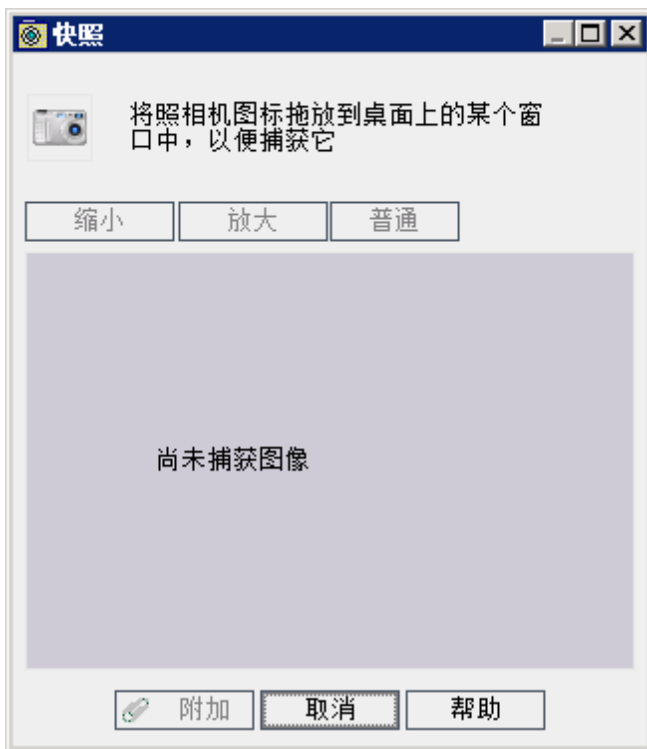 快照
将照相机图标拖放到桌面上的某个窗
口中，以便捕获它
缩小 放大 普通
尚未捕获图像
附加 取消 帮助